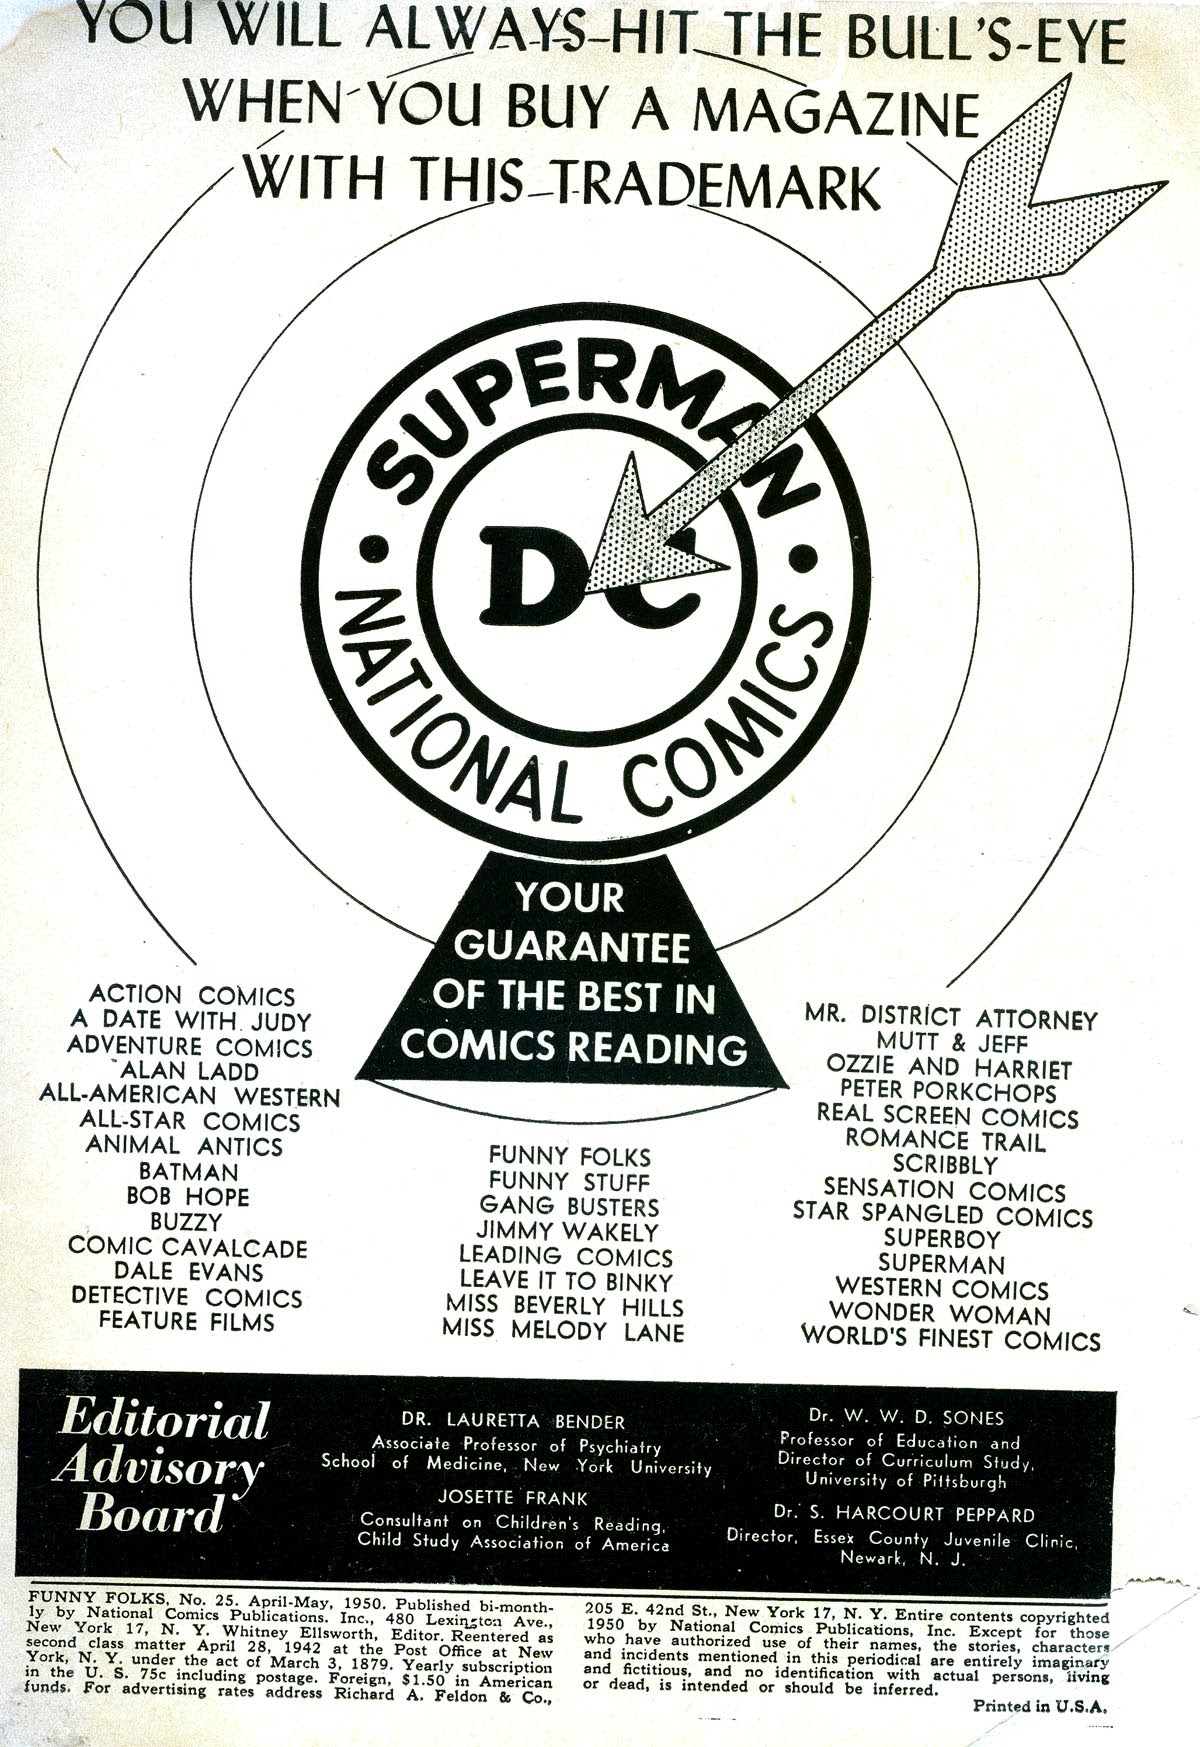 YOU WILL ALWAYS HIT THE BULL'S-EYE
WHEN YOU BUY A MAGAZINE
WITH THIS TRADEMARK
SUPERMAN
DC
NATIONAL COMICS
YOUR
GUARANTEE
OF THE BEST IN
COMICS READING
ACTION COMICS
A DATE WITH JUDY
ADVENTURE COMICS
ALAN LADD
ALL-AMERICAN WESTERN
ALL-STAR COMICS
ANIMAL ANTICS
BATMAN
BOB HOPE
BUZZY
COMIC CAVALCADE
DALE EVANS
DETECTIVE COMICS
FEATURE FILMS
FUNNY FOLKS
FUNNY STUFF
GANG BUSTERS
JIMMY WAKELY
LEADING COMICS
LEAVE IT TO BINKY
MISS BEVERLY HILLS
MISS MELODY LANE
MR. DISTRICT ATTORNEY
MUTT & JEFF
OZZIE AND HARRIET
PETER PORKCHOPS
REAL SCREEN COMICS
ROMANCE TRAIL
SCRIBBLY
SENSATION COMICS
STAR SPANGLED COMICS
SUPERBOY
SUPERMAN
WESTERN COMICS
WONDER WOMAN
WORLD'S FINEST COMICS
Editorial
Advisory
Board
DR. LAURETTA BENDER
Associate Professor of Psychiatry
School of Medicine, New York University
JOSETTE FRANK
Consultant on Children's Reading,
Child Study Association of America
Dr. W. W. D. SONES
Professor of Education and
Director of Curriculum Study,
University of Pittsburgh
Dr. S. HARCOURT PEPPARD
Director, Essex County Juvenile Clinic,
Newark, N. J.
FUNNY FOLKS, No. 25. April-May, 1950. Published bi-month-
ly by National Comics Publications. Inc., 480 Lexington Ave.,
New York 17, N. Y. Whitney Ellsworth, Editor. Reentered as
second class matter April 28, 1942 at the Post Office at New
York, N. Y. under the act of March 3, 1879. Yearly subscription
in the U. S. 75c including postage. Foreign, $1.50 in American
funds. For advertising rates address Richard A. Feldon & Co.,
205 E. 42nd St., New York 17, N. Y. Entire contents copyrighted
1950 by National Comics Publications, Inc. Except for those
who have authorized use of their names, the stories, characters
and incidents mentioned in this periodical are entirely imaginary
and fictitious, and no identification with actual persons, living
or dead, is intended or should be inferred.
Printed in U.S.A.